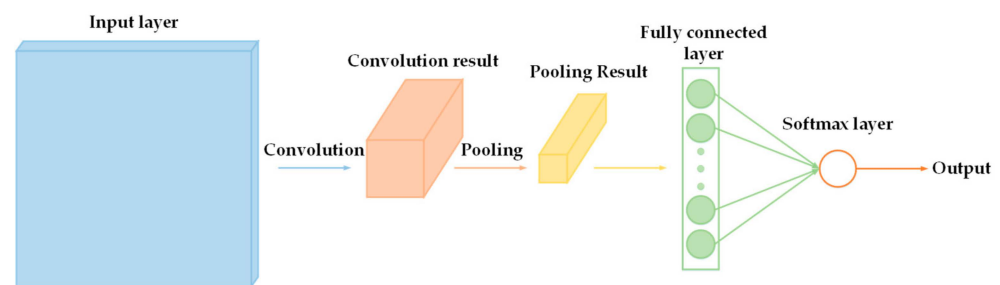 Input layer
Convolution
Convolution result
Pooling
Pooling Result
Fully connected
layer
Softmax layer
Output